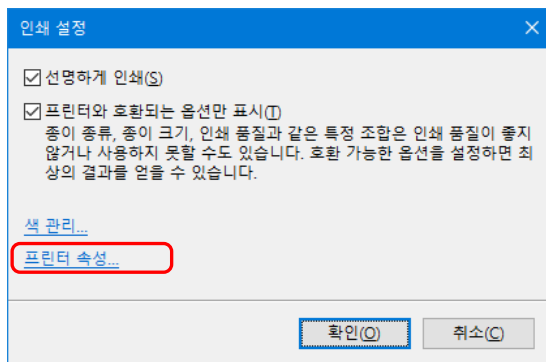 인쇄 설정
선명하게 인쇄(S)
프린터와 호환되는 옵션만 표시(T)
종이 종류, 종이 크기, 인쇄 품질과 같은 특정 조합은 인쇄 품질이 좋지
않거나 사용하지 못할 수도 있습니다. 호환 가능한 옵션을 설정하면 최
상의 결과를 얻을 수 있습니다.
색 관리...
프린터 속성...
확인(O) 취소(C)